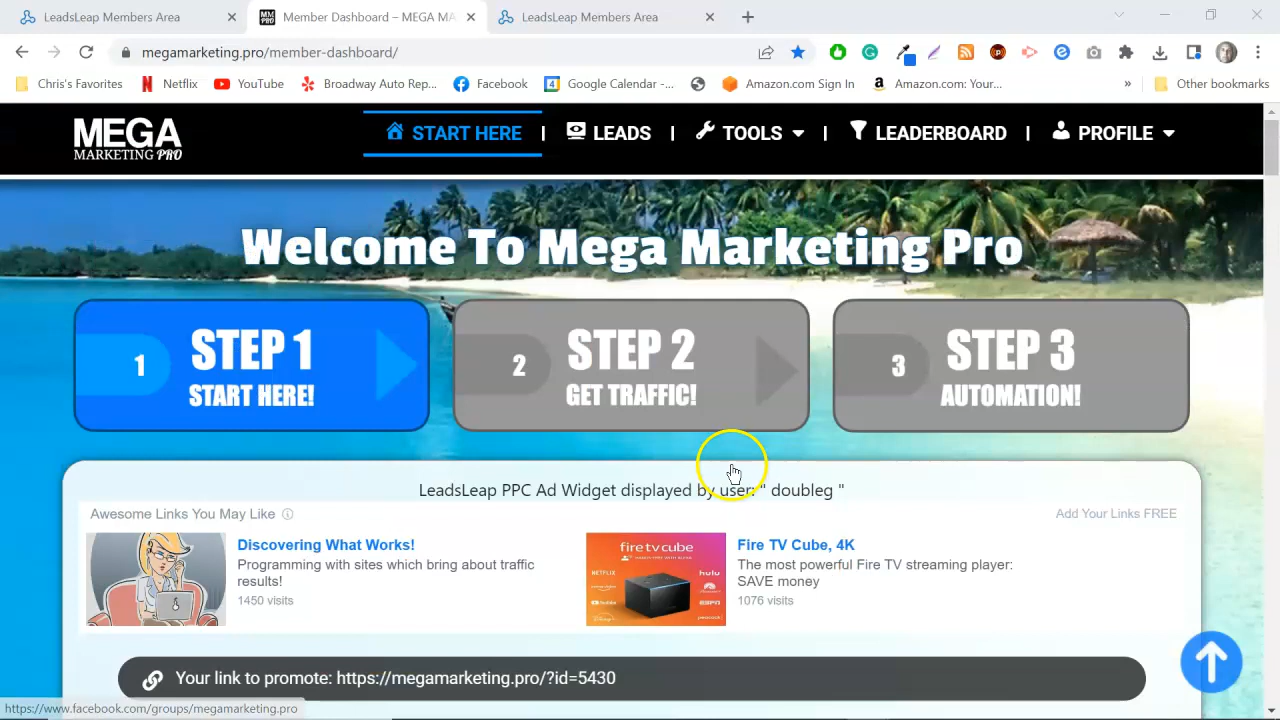 LeadsLeap Members Area
Member Dashboard – MEGA MA
LeadsLeap Members Area
megamarketing.pro/member-dashboard/
Chris's Favorites
Netflix
YouTube
Broadway Auto Rep...
Facebook
Google Calendar -...
Amazon.com Sign In
Amazon.com: Your...
»
Other bookmarks
MEGA
MARKETING PRO
START HERE
LEADS
TOOLS
LEADERBOARD
PROFILE
Welcome To Mega Marketing Pro
1
STEP 1
START HERE!
2
STEP 2
GET TRAFFIC!
3
STEP 3
AUTOMATION!
LeadsLeap PPC Ad Widget displayed by user: " doubleg "
Awesome Links You May Like
Add Your Links FREE
Discovering What Works!
Programming with sites which bring about traffic
results!
1450 visits
fire tv cube
NETFLIX
hulu
YouTube
ESPN
Fire TV Cube, 4K
The most powerful Fire TV streaming player:
SAVE money
1076 visits
Your link to promote: https://megamarketing.pro/?id=5430
https://www.facebook.com/groups/megamarketing.pro